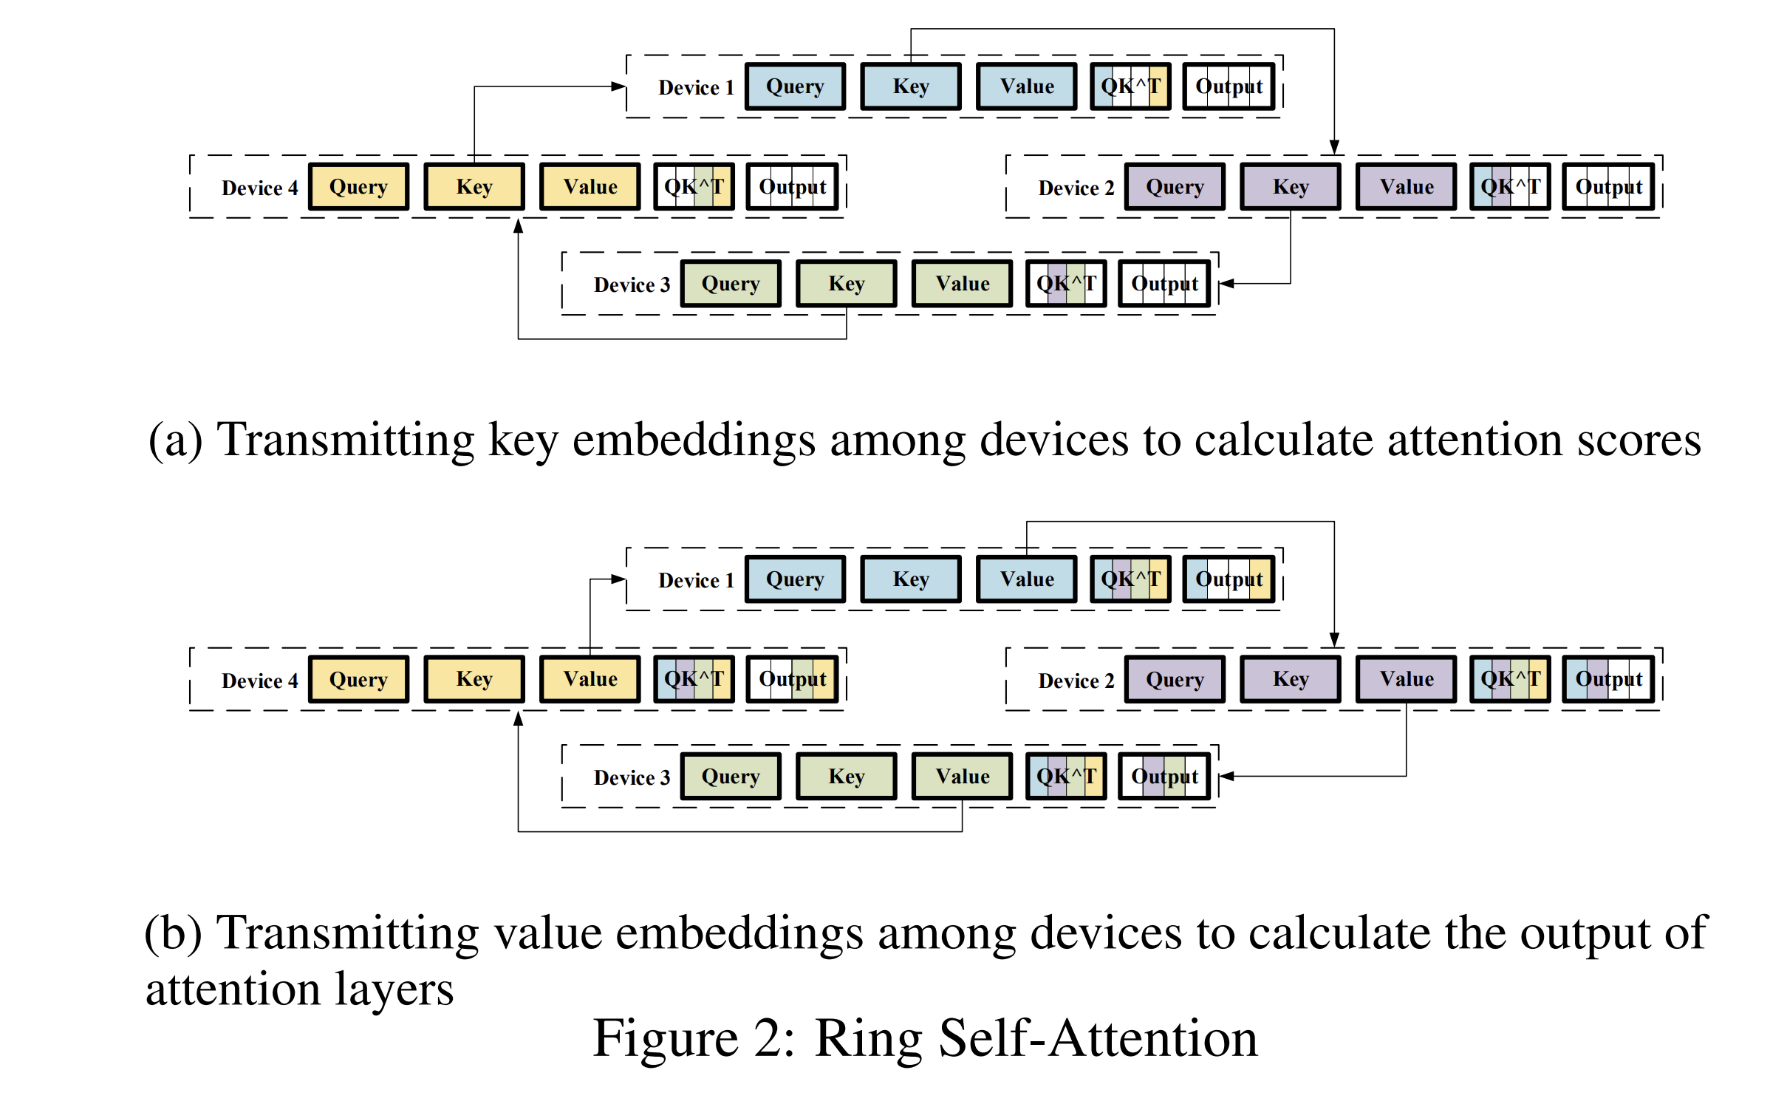 Device 1 Query Key Value QK^T Output
Device 4 Query Key Value QK^T Output
Device 2 Query Key Value QK^T Output
Device 3 Query Key Value QK^T Output
(a) Transmitting key embeddings among devices to calculate attention scores
Device 1 Query Key Value QK^T Output
Device 4 Query Key Value QK^T Output
Device 2 Query Key Value QK^T Output
Device 3 Query Key Value QK^T Output
(b) Transmitting value embeddings among devices to calculate the output of
attention layers
Figure 2: Ring Self-Attention